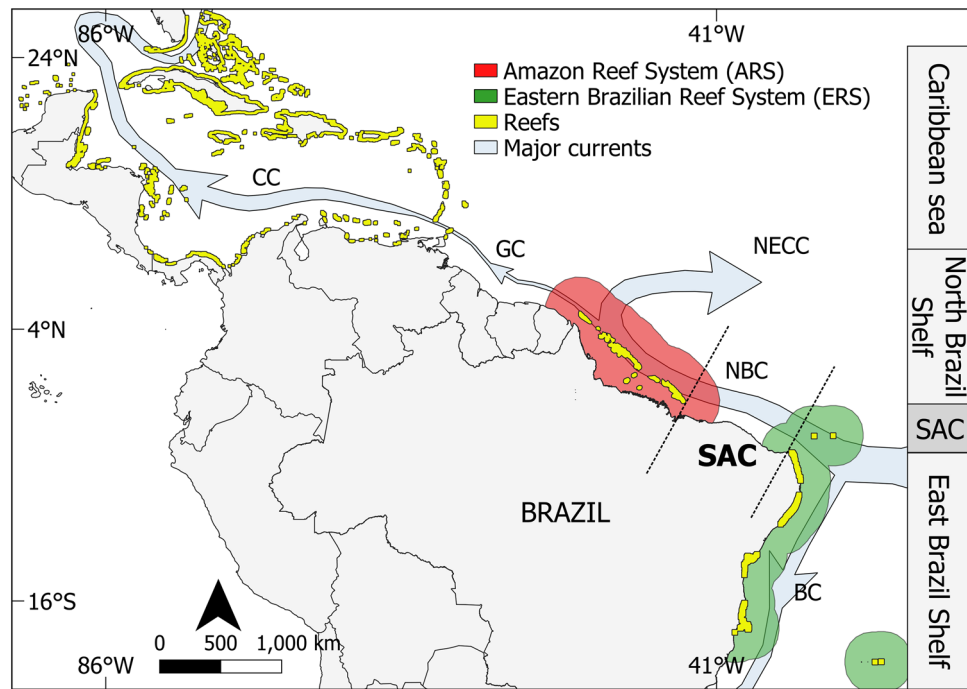 86°W
41°W
24°N
Amazon Reef System (ARS)
Eastern Brazilian Reef System (ERS)
Reefs
Major currents
Caribbean sea
CC
GC
NECC
North Brazil
Shelf
4°N
NBC
SAC
SAC
BRAZIL
East Brazil Shelf
BC
16°S
0 500 1,000 km
86°W
41°W